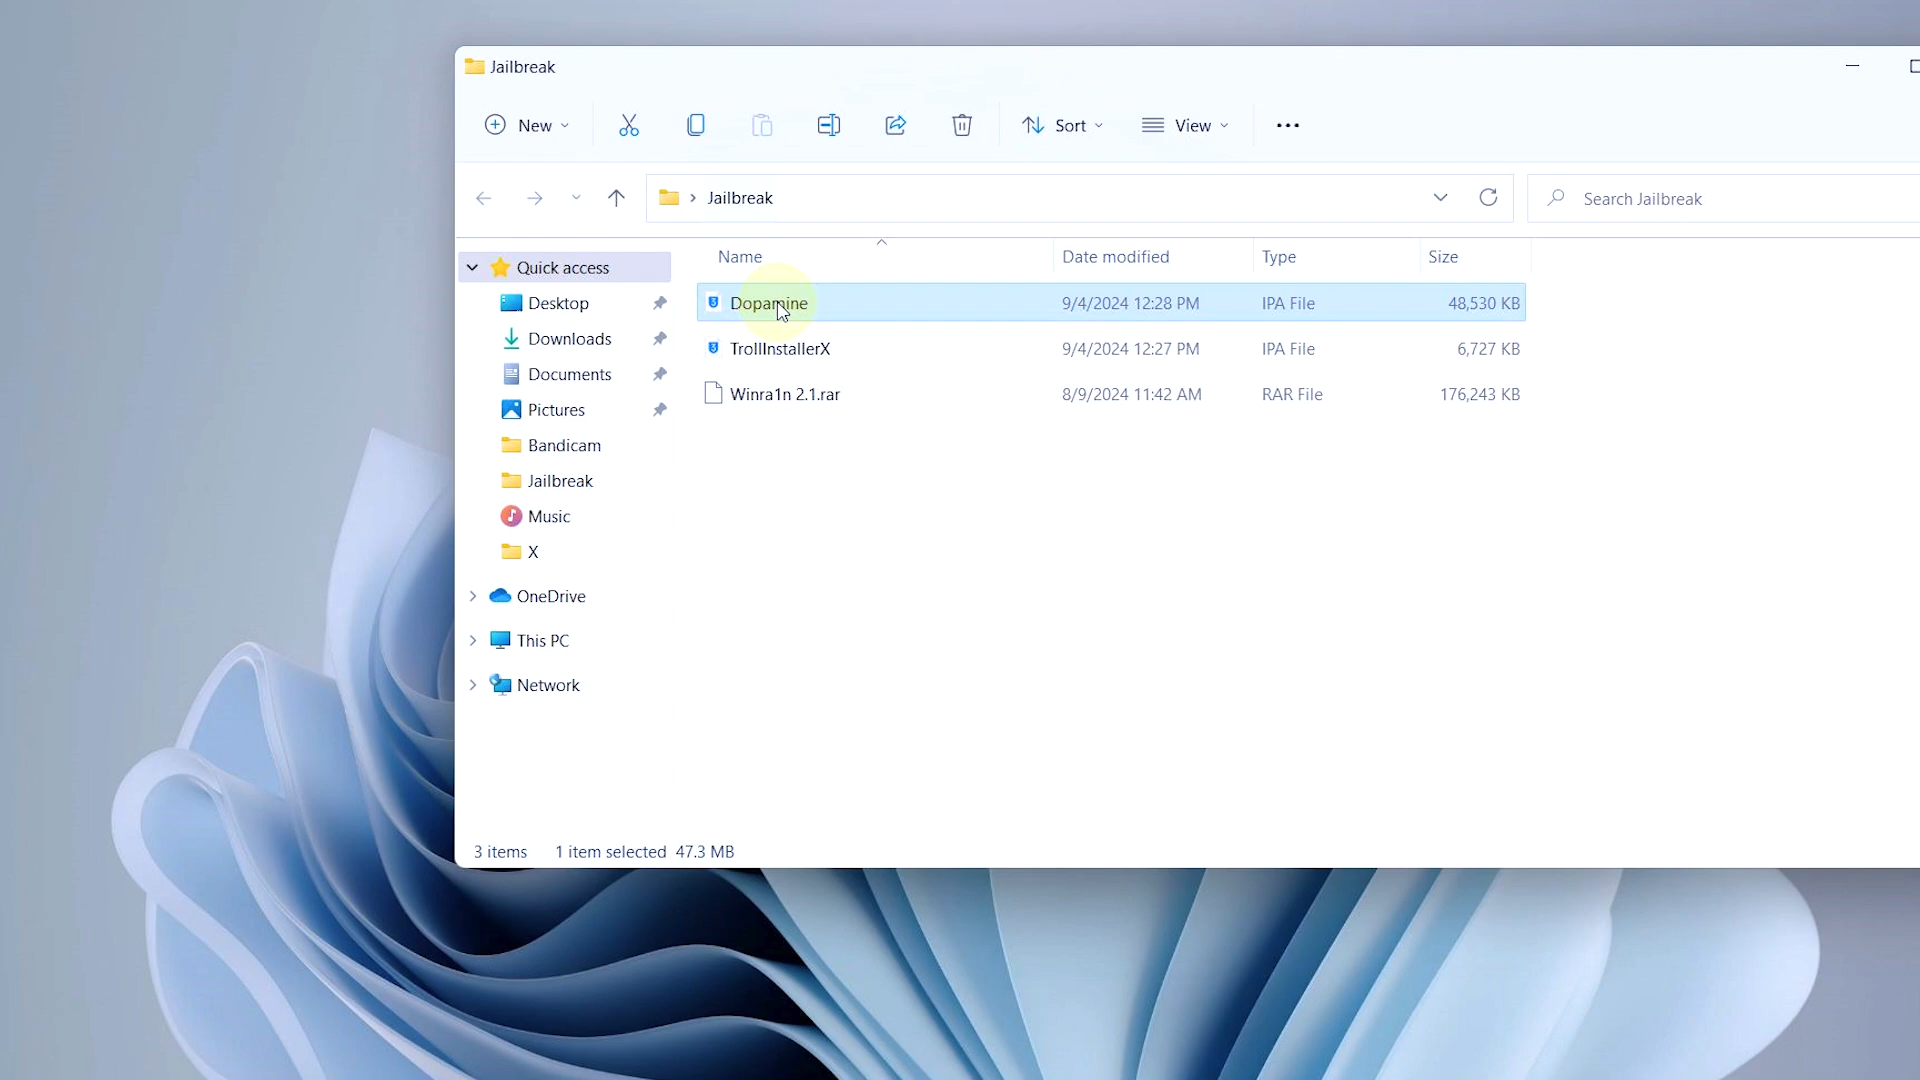 Jailbreak
New Sort View
Jailbreak Search Jailbreak
Name Date modified Type Size
Quick access
Desktop
Downloads
Documents
Pictures
Bandicam
Jailbreak
Music
X
OneDrive
This PC
Network
Dopamine 9/4/2024 12:28 PM IPA File 48,530 KB
TrollInstallerX 9/4/2024 12:27 PM IPA File 6,727 KB
Winra1n 2.1.rar 8/9/2024 11:42 AM RAR File 176,243 KB
3 items 1 item selected 47.3 MB